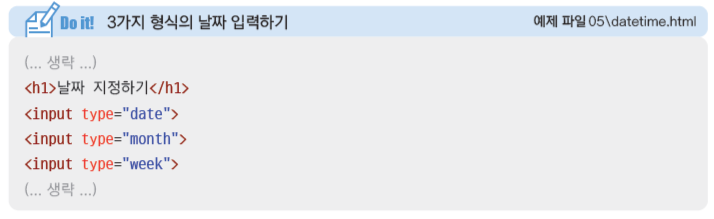 Do it! 3가지 형식의 날짜 입력하기 예제 파일 05\datetime.html
(... 생략 ...)
<h1>날짜 지정하기</h1>
<input type="date">
<input type="month">
<input type="week">
(... 생략 ...)